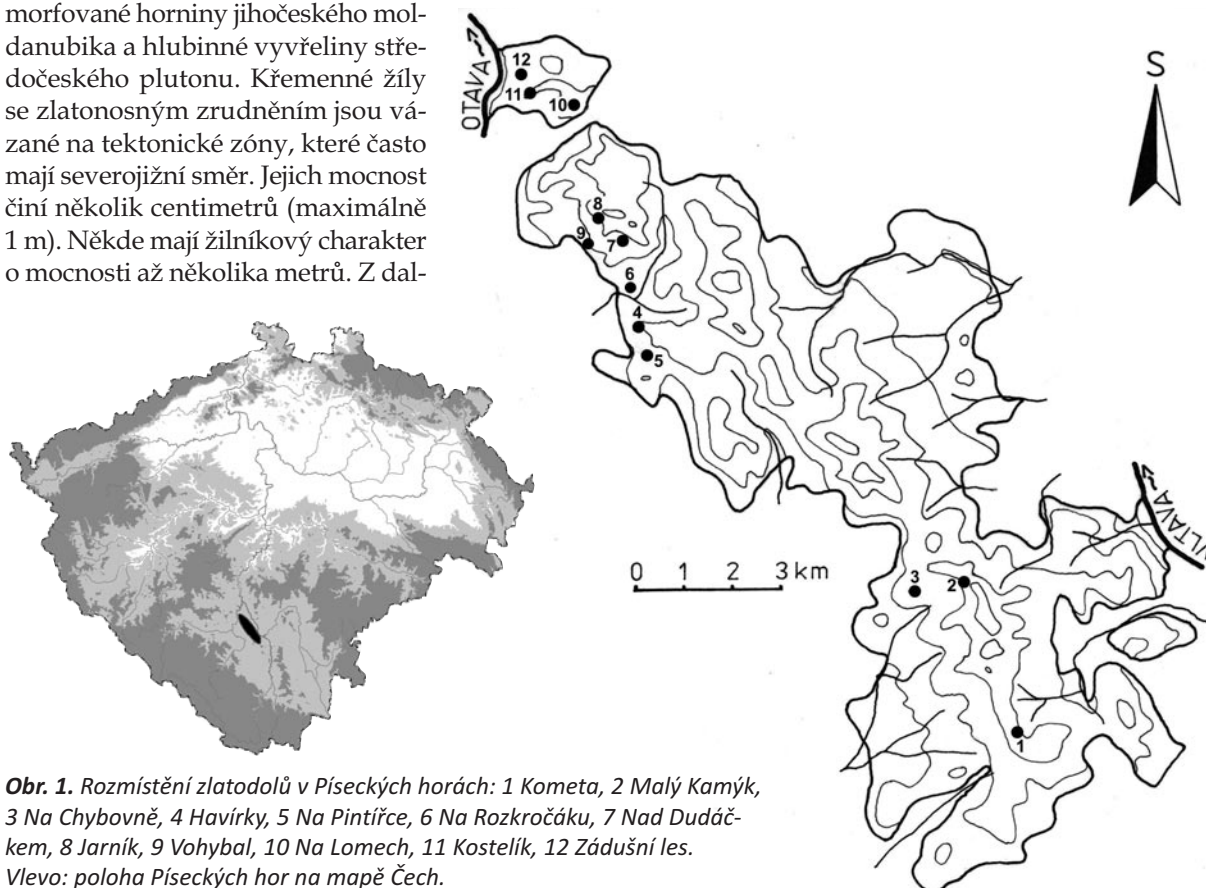 morfované horniny jihočeského mol-
danubika a hlubinné vyvřeliny stře-
dočeského plutonu. Křemenné žíly
se zlatonosným zrudněním jsou vá-
zané na tektonické zóny, které často
mají severojižní směr. Jejich mocnost
činí několik centimetrů (maximálně
1 m). Někde mají žilníkový charakter
o mocnosti až několika metrů. Z dal-
OTAVA
12
11
10
S
8
9
7
6
4
5
VLTAVA
0 1 2 3 km
3
2
1
Obr. 1. Rozmístění zlatodolů v Píseckých horách: 1 Kometa, 2 Malý Kamýk,
3 Na Chybovně, 4 Havírky, 5 Na Pintířce, 6 Na Rozkročáku, 7 Nad Dudáč-
kem, 8 Jarník, 9 Vohybal, 10 Na Lomech, 11 Kostelík, 12 Zádušní les.
Vlevo: poloha Píseckých hor na mapě Čech.